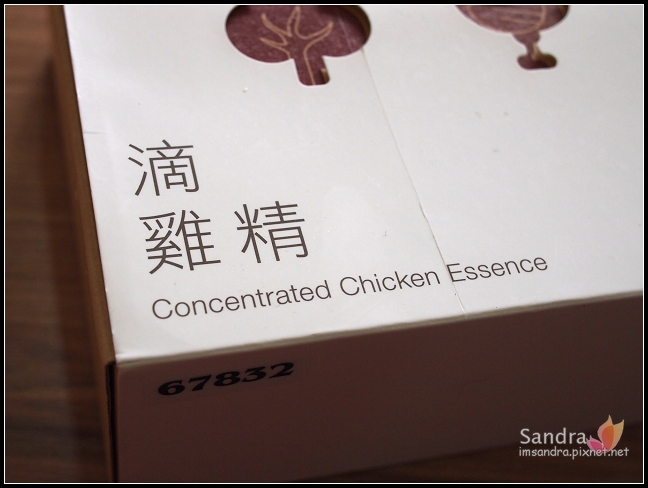 滴
雞精
Concentrated Chicken Essence
67832
Sandra
imsandra.pixnet.net